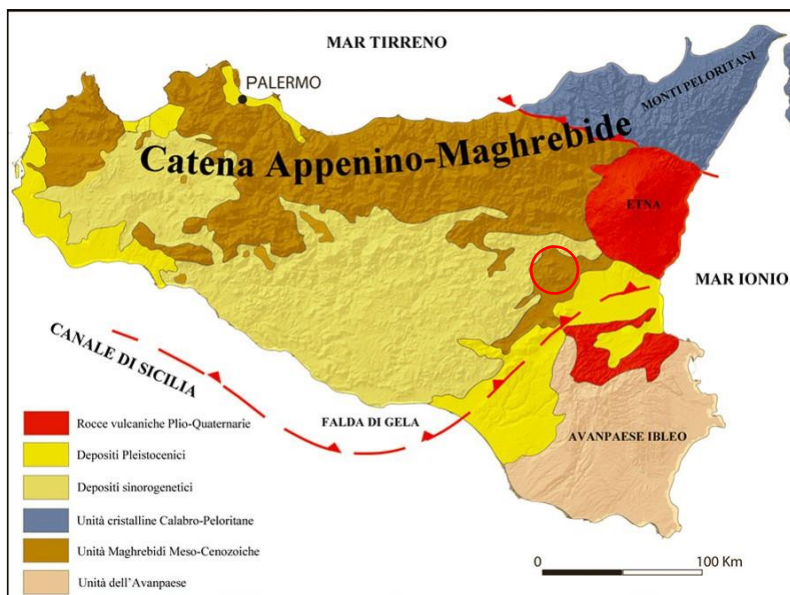 MAR TIRRENO
PALERMO
MONTI PELORITANI
Catena Appenino-Maghrebide
ETNA
MAR IONIO
CANALE DI SICILIA
FALDA DI GELA
AVANPAESE IBLEO
Rocce vulcaniche Plio-Quaternarie
Depositi Pleistocenici
Depositi sinorogenetici
Unità cristalline Calabro-Peloritane
Unità Maghrebidi Meso-Cenozoiche
Unità dell'Avanpaese
0 100 Km